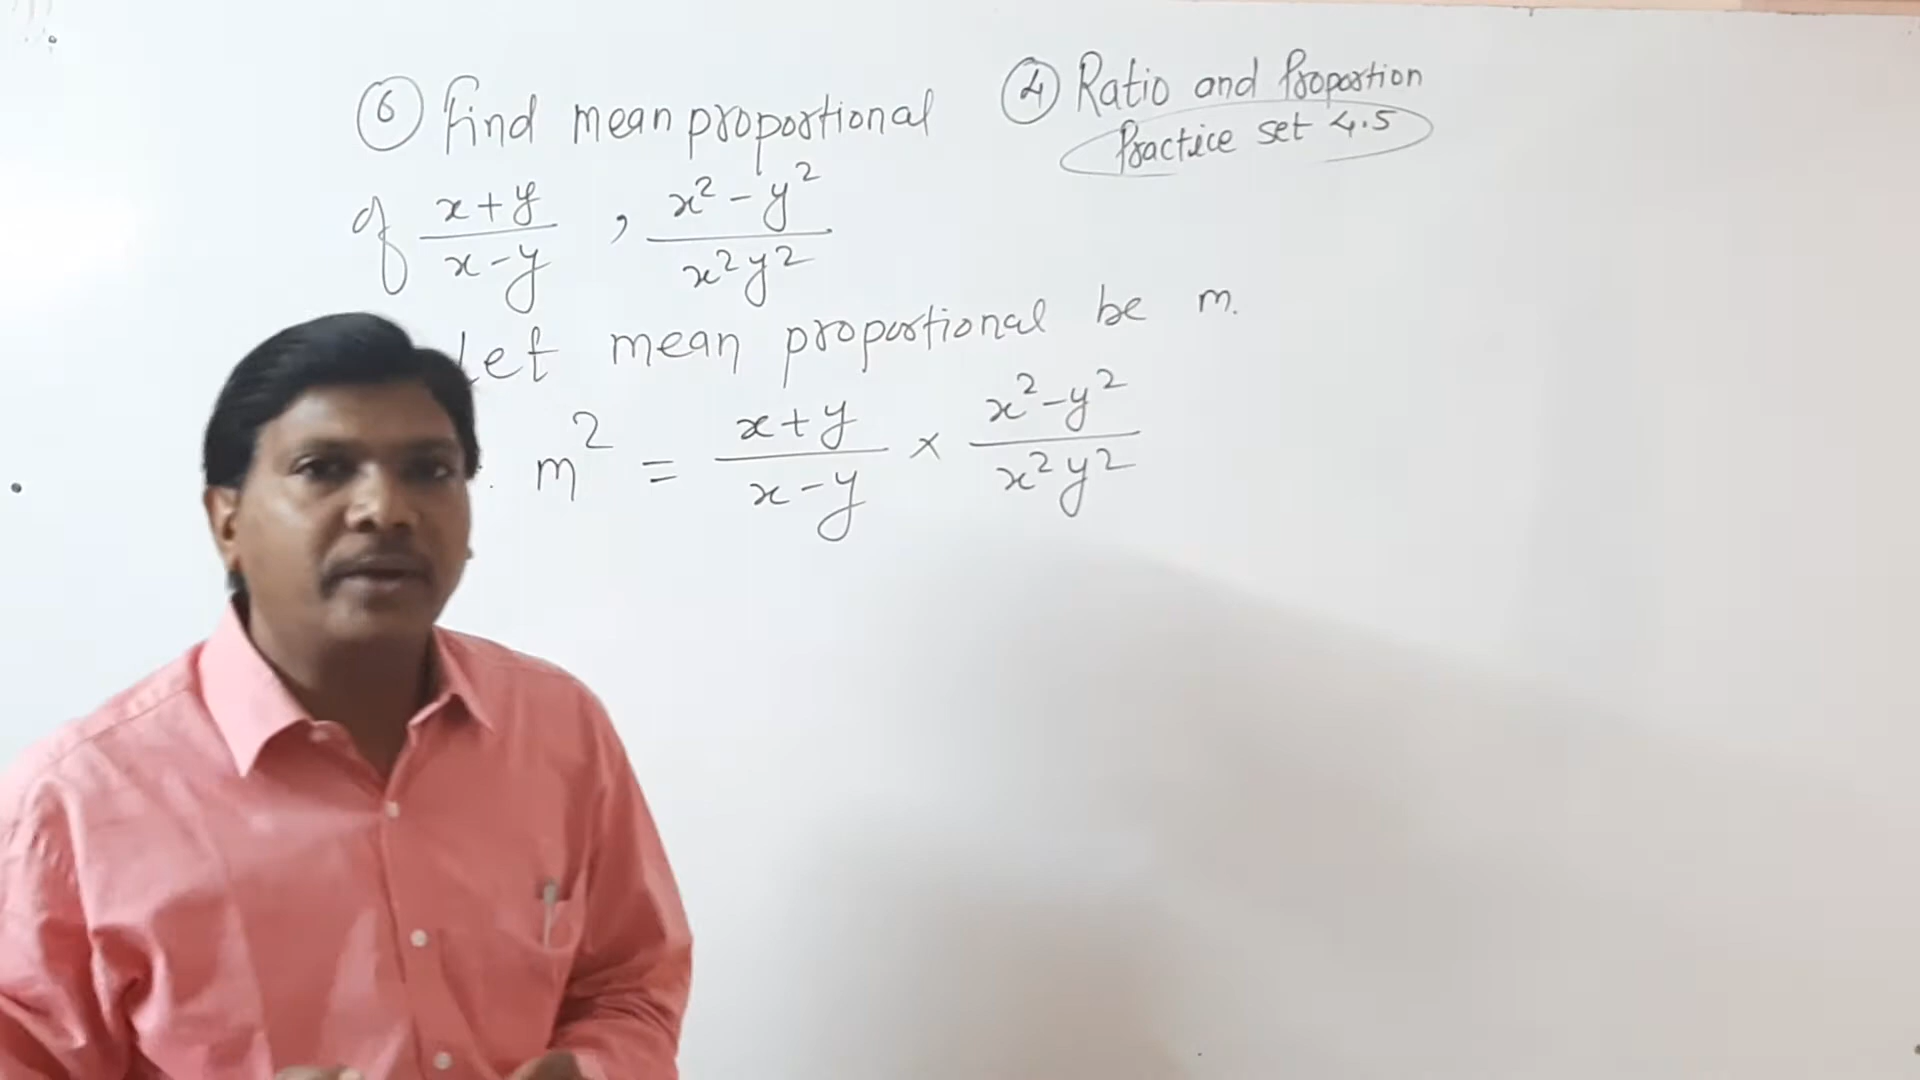 ⑥ Find mean proportional
of x+y/x-y , x²-y²/x²y²
④ Ratio and Proportion
Practice set 4.5
Let mean proportional be m.
m² = x+y/x-y × x²-y²/x²y²